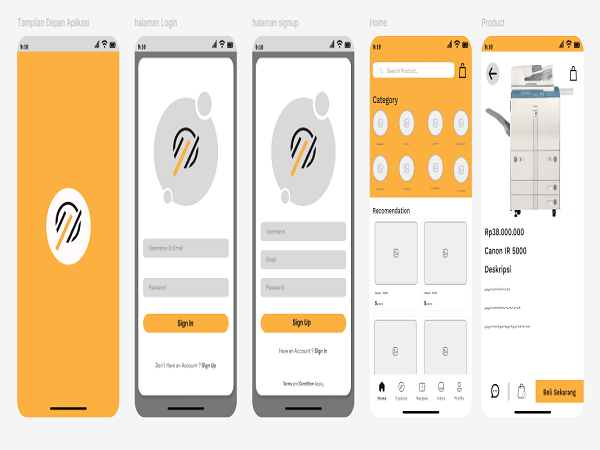 Tampilan Depan Aplikasi
halaman Login
halaman signup
Home
Product
9:10
9:10
Username Or Email
Password
Sign In
Don't Have an Account ? Sign Up
9:10
Username
Email
Password
Sign Up
Have an Account ? Sign In
Terms and Condition Apply
9:10
Search Product...
Category
Recomendation
Home
Explore
Recipes
Inbox
Profile
9:10
Rp38.000.000
Canon IR 5000
Deskripsi
Beli Sekarang